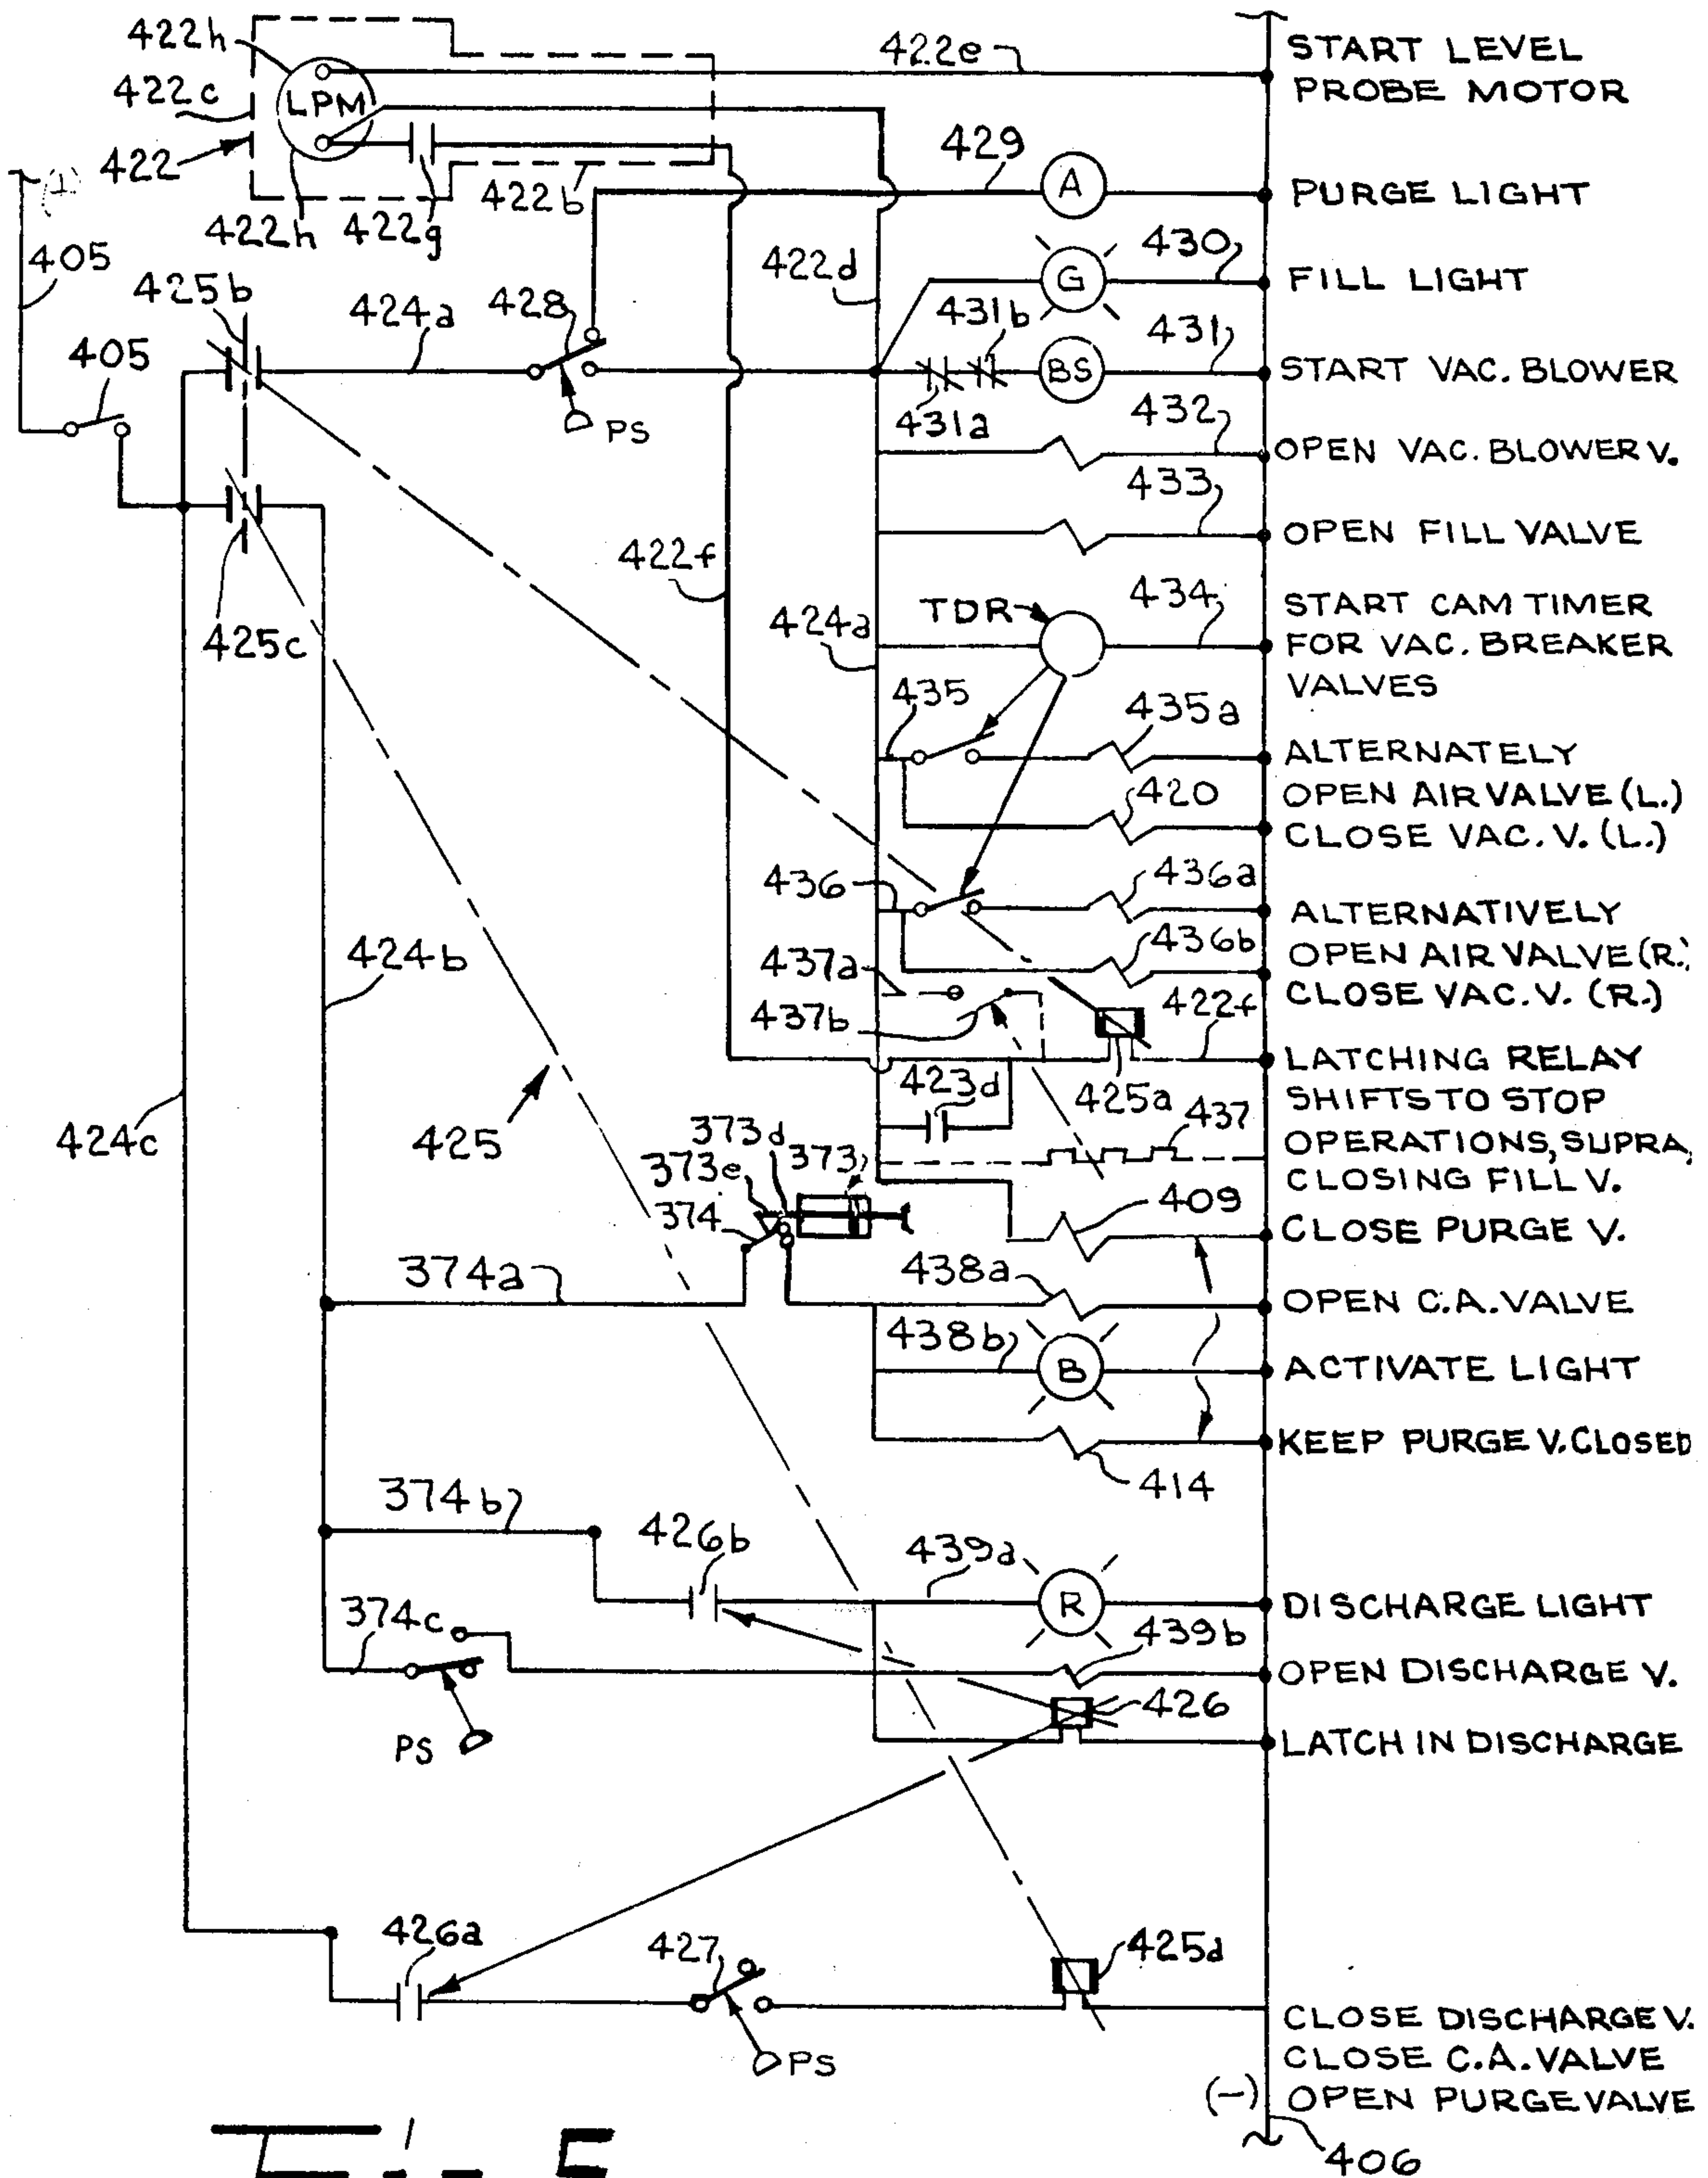 422h
422e
START LEVEL
PROBE MOTOR
422c
LPM
422
(+)
429
A
PURGE LIGHT
422b
422h 422g
405
422d
430
G
FILL LIGHT
425b
424a
428
431b
431
BS
START VAC. BLOWER
405
PS
431a
432
OPEN VAC. BLOWER V.
433
OPEN FILL VALVE
422f
425c
424a
TDR
434
START CAM TIMER
FOR VAC. BREAKER
VALVES
435
435a
ALTERNATELY
OPEN AIR VALVE (L.)
CLOSE VAC. V. (L.)
420
436
436a
ALTERNATIVELY
OPEN AIR VALVE (R.)
CLOSE VAC. V. (R.)
436b
424b
437a
437b
422f
LATCHING RELAY
SHIFTS TO STOP
OPERATIONS, SUPRA,
CLOSING FILL V.
423d
425a
437
424c
425
373d 373
373e
374
409
CLOSE PURGE V.
374a
438a
OPEN C.A. VALVE
438b
B
ACTIVATE LIGHT
KEEP PURGE V. CLOSED
414
374b
426b
439a
R
DISCHARGE LIGHT
374c
439b
OPEN DISCHARGE V.
PS
426
LATCH IN DISCHARGE
426a
427
425d
PS
CLOSE DISCHARGE V.
CLOSE C.A. VALVE
(-) OPEN PURGE VALVE
406
Fig 5